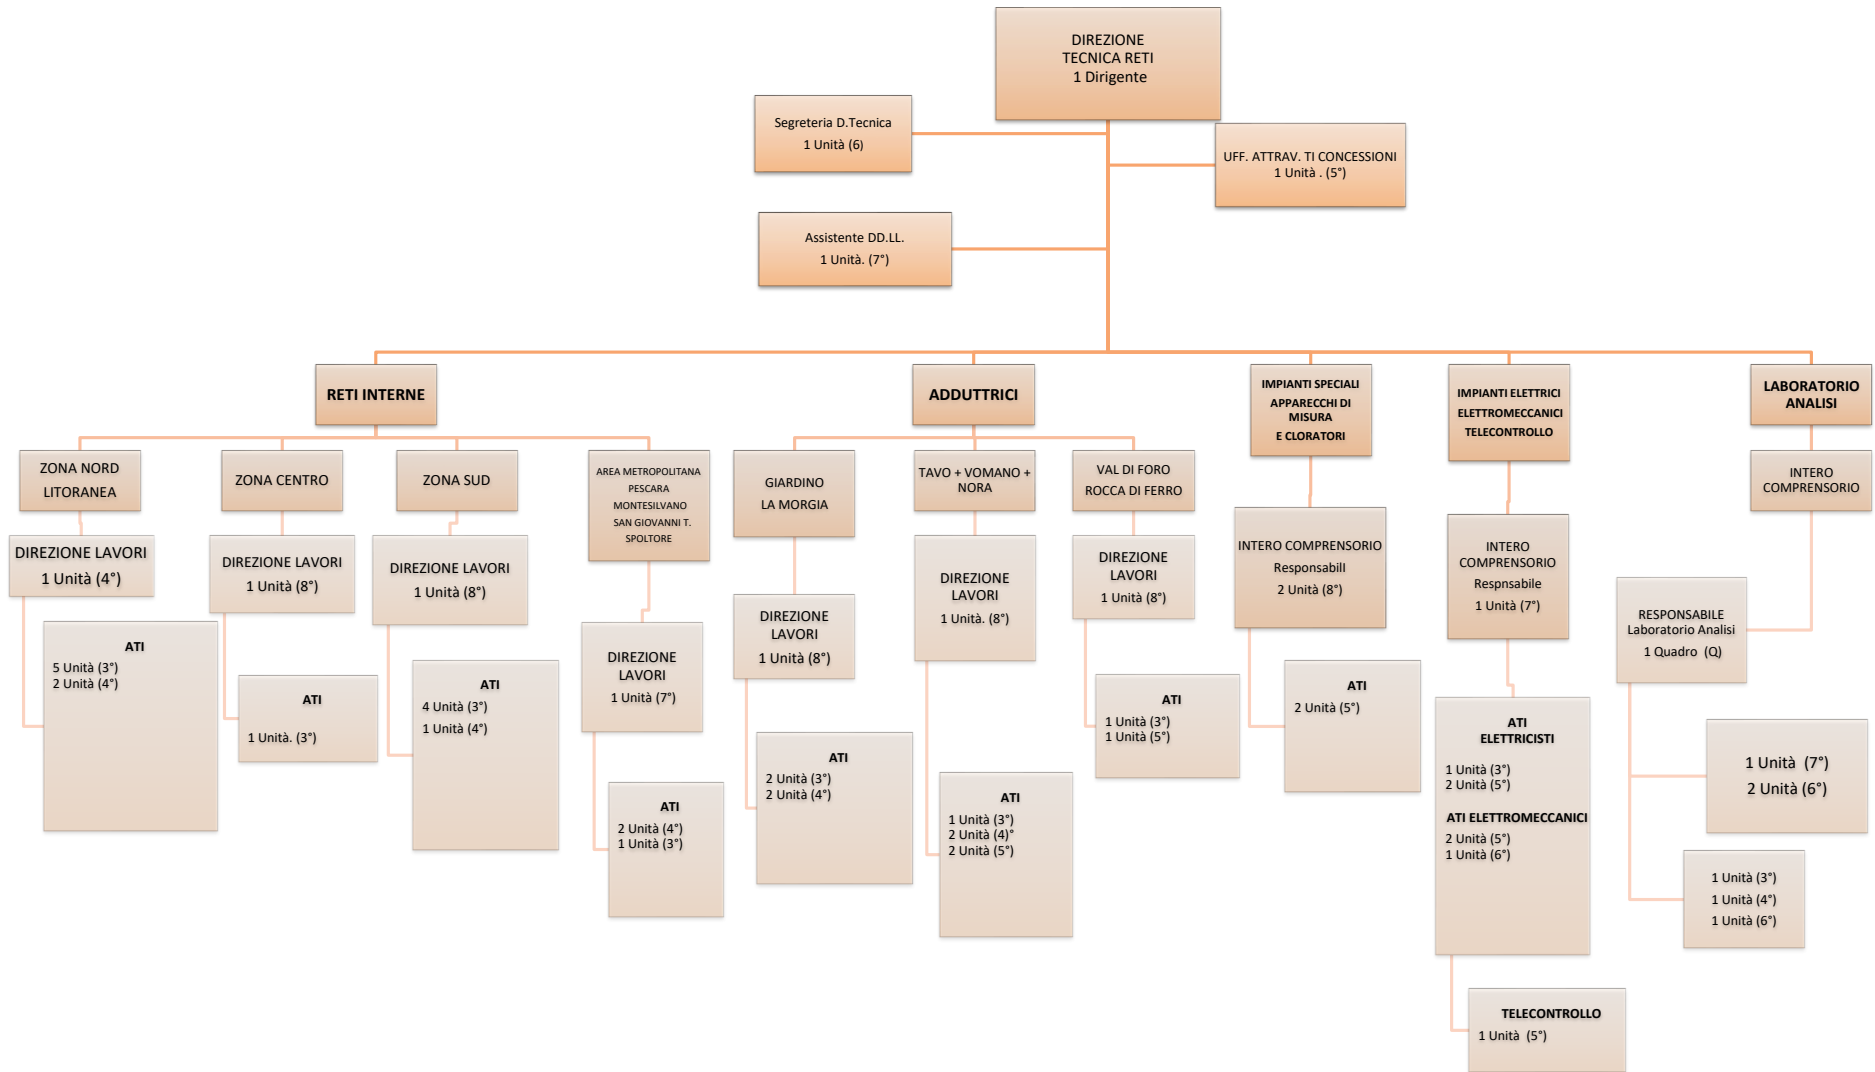 DIREZIONE
TECNICA RETI
1 Dirigente
Segreteria D.Tecnica
1 Unità (6)
UFF. ATTRAV. TI CONCESSIONI
1 Unità . (5°)
Assistente DD.LL.
1 Unità. (7°)
RETI INTERNE
ADDUTTRICI
IMPIANTI SPECIALI
APPARECCHI DI
MISURA
E CLORATORI
IMPIANTI ELETTRICI
ELETTROMECCANICI
TELECONTROLLO
LABORATORIO
ANALISI
ZONA NORD
LITORANEA
ZONA CENTRO
ZONA SUD
AREA METROPOLITANA
PESCARA
MONTESILVANO
SAN GIOVANNI T.
SPOLTORE
GIARDINO
LA MORGIA
TAVO + VOMANO +
NORA
VAL DI FORO
ROCCA DI FERRO
INTERO COMPRENSORIO
Responsabill
2 Unità (8°)
INTERO
COMPRENSORIO
Respnsabile
1 Unità (7°)
INTERO
COMPRENSORIO
DIREZIONE LAVORI
1 Unità (4°)
DIREZIONE LAVORI
1 Unità (8°)
DIREZIONE LAVORI
1 Unità (8°)
DIREZIONE
LAVORI
1 Unità (7°)
DIREZIONE
LAVORI
1 Unità (8°)
DIREZIONE
LAVORI
1 Unità. (8°)
DIREZIONE
LAVORI
1 Unità (8°)
RESPONSABILE
Laboratorio Analisi
1 Quadro  (Q)
ATI
5 Unità (3°)
2 Unità (4°)
ATI
1 Unità. (3°)
ATI
4 Unità (3°)
1 Unità (4°)
ATI
2 Unità (4°)
1 Unità (3°)
ATI
2 Unità (3°)
2 Unità (4°)
ATI
1 Unità (3°)
2 Unità (4)°
2 Unità (5°)
ATI
1 Unità (3°)
1 Unità (5°)
ATI
2 Unità (5°)
ATI
ELETTRICISTI
1 Unità (3°)
2 Unità (5°)
ATI ELETTROMECCANICI
2 Unità (5°)
1 Unità (6°)
TELECONTROLLO
1 Unità  (5°)
1 Unità  (7°)
2 Unità (6°)
1 Unità (3°)
1 Unità (4°)
1 Unità (6°)